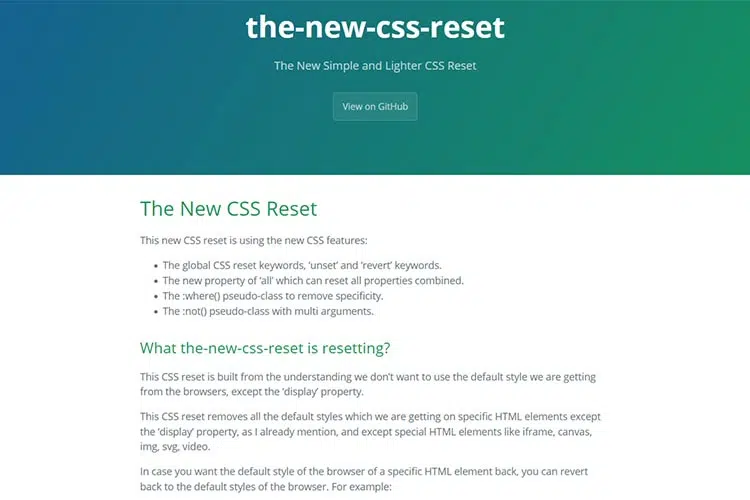 the-new-css-reset
The New Simple and Lighter CSS Reset
View on GitHub
The New CSS Reset
This new CSS reset is using the new CSS features:
• The global CSS reset keywords, ‘unset’ and ‘revert’ keywords.
• The new property of ‘all’ which can reset all properties combined.
• The :where() pseudo-class to remove specificity.
• The :not() pseudo-class with multi arguments.
What the-new-css-reset is resetting?
This CSS reset is built from the understanding we don’t want to use the default style we are getting
from the browsers, except the ‘display’ property.
This CSS reset removes all the default styles which we are getting on specific HTML elements except
the ‘display’ property, as I already mention, and except special HTML elements like iframe, canvas,
img, svg, video.
In case you want the default style of the browser of a specific HTML element back, you can revert
back to the default styles of the browser. For example: